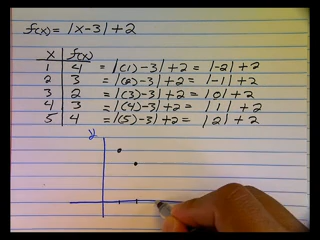 f(x) = |x-3| + 2
x f(x)
1 4 = |(1)-3| + 2 = |-2| + 2
2 3 = |(2)-3| + 2 = |-1| + 2
3 2 = |(3)-3| + 2 = |0| + 2
4 3 = |(4)-3| + 2 = |1| + 2
5 4 = |(5)-3| + 2 = |2| + 2
y